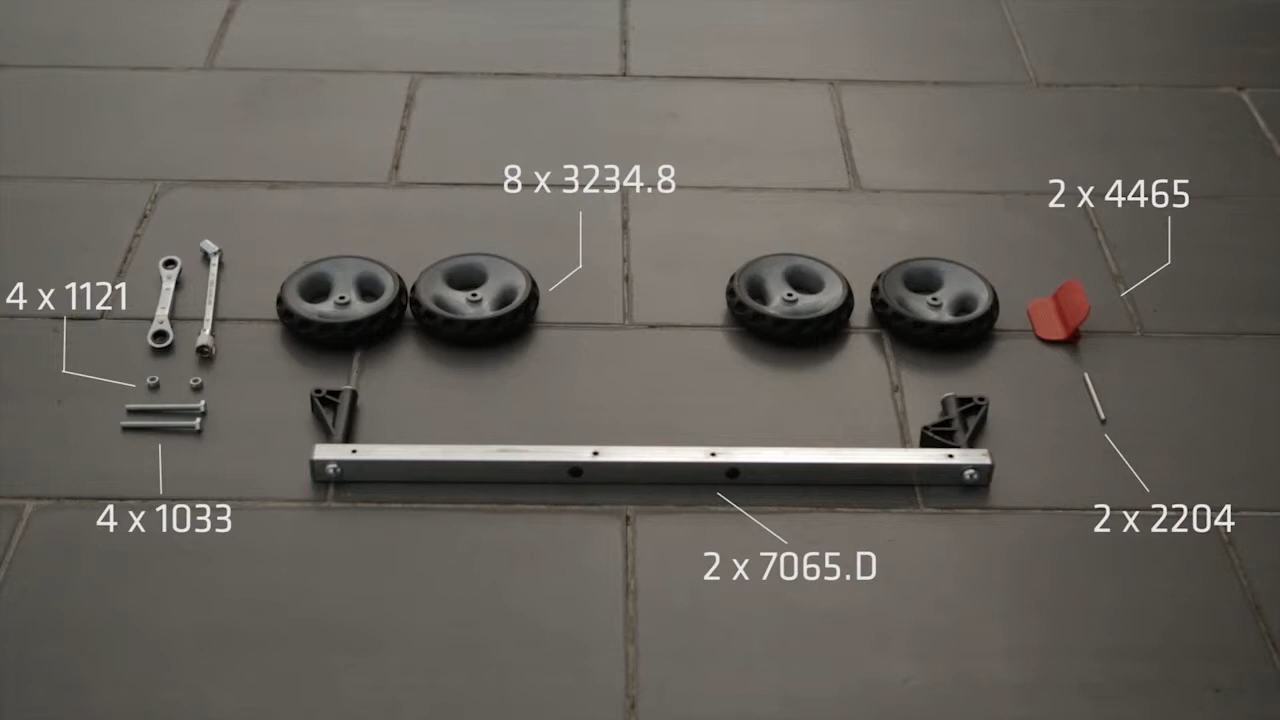 8 x 3234.8
2 x 4465
4 x 1121
4 x 1033
2 x 2204
2 x 7065.D